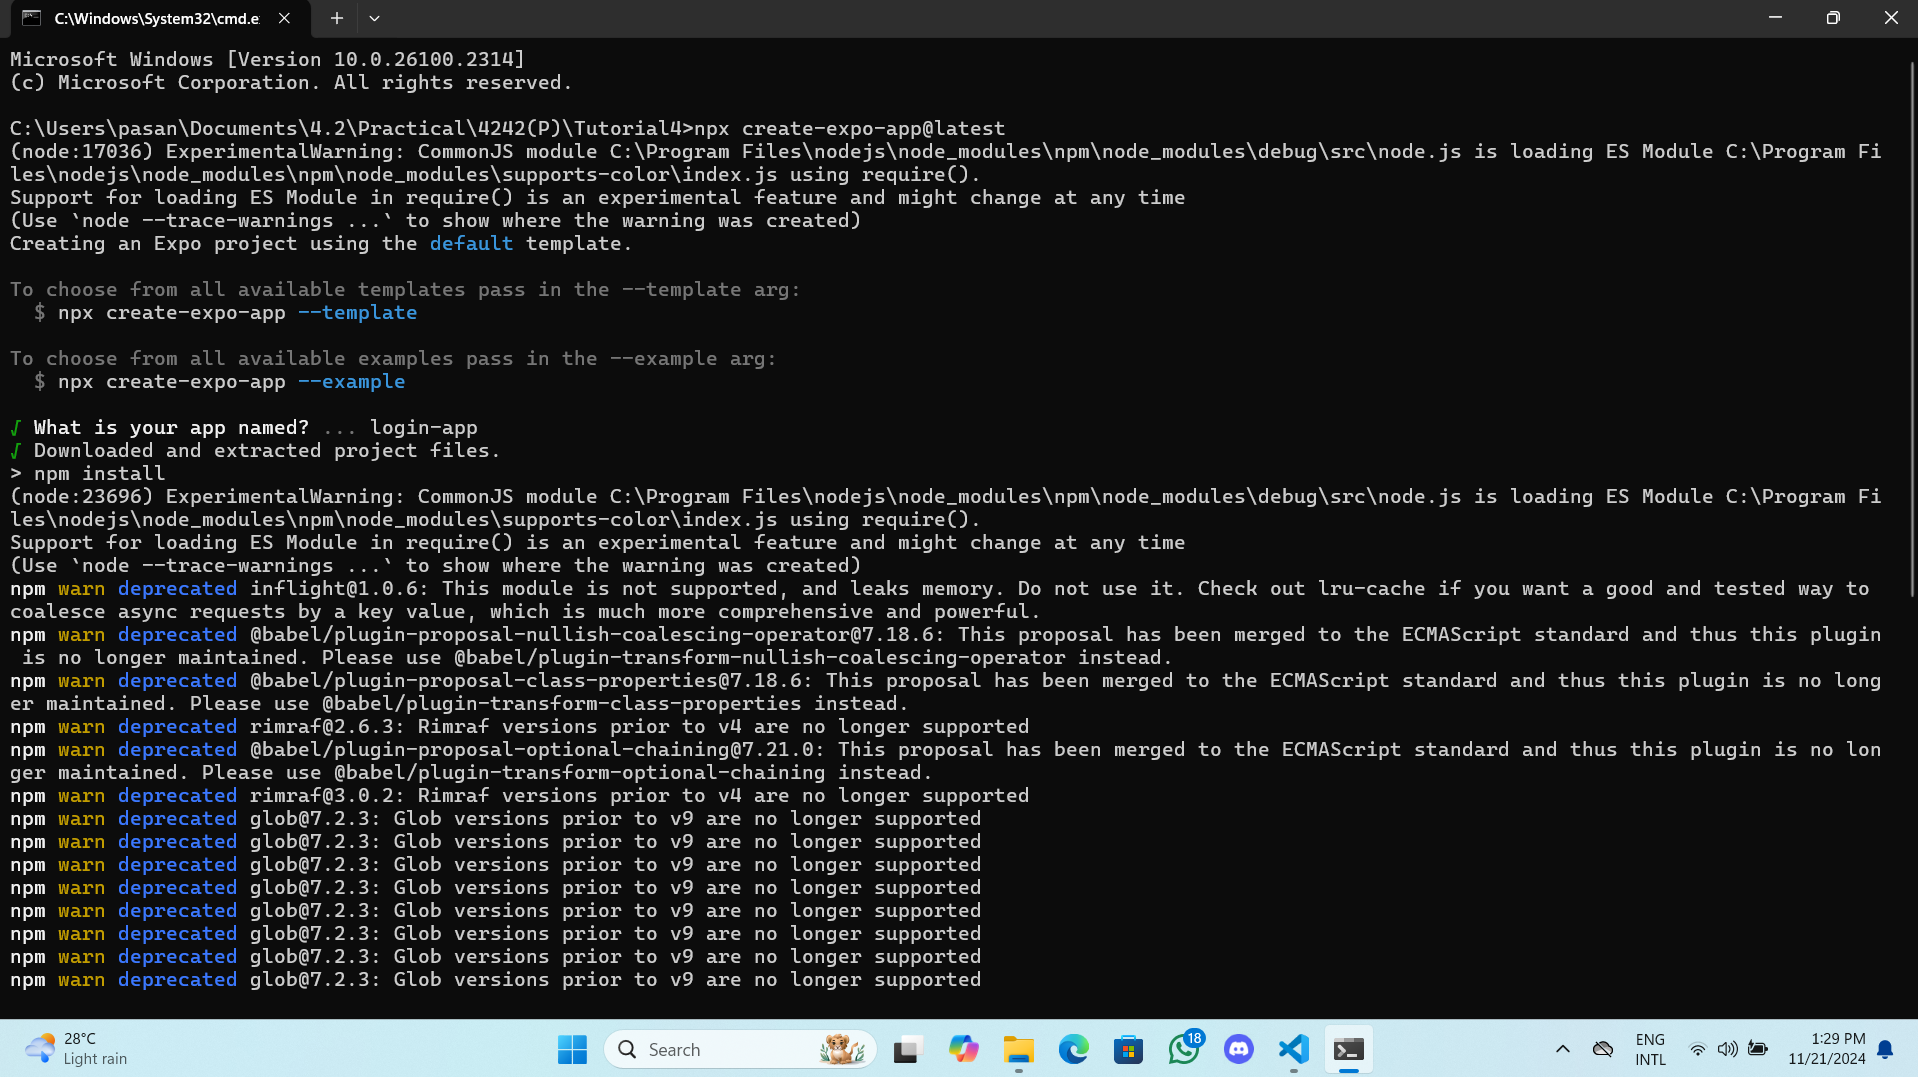 C:\Windows\System32\cmd.e
Microsoft Windows [Version 10.0.26100.2314]
(c) Microsoft Corporation. All rights reserved.
C:\Users\pasan\Documents\4.2\Practical\4242(P)\Tutorial4>npx create-expo-app@latest
(node:17036) ExperimentalWarning: CommonJS module C:\Program Files\nodejs\node_modules\npm\node_modules\debug\src\node.js is loading ES Module C:\Program Fi
les\nodejs\node_modules\npm\node_modules\supports-color\index.js using require().
Support for loading ES Module in require() is an experimental feature and might change at any time
(Use `node --trace-warnings ...` to show where the warning was created)
Creating an Expo project using the default template.
To choose from all available templates pass in the --template arg:
$ npx create-expo-app --template
To choose from all available examples pass in the --example arg:
$ npx create-expo-app --example
√ What is your app named? ... login-app
√ Downloaded and extracted project files.
> npm install
(node:23696) ExperimentalWarning: CommonJS module C:\Program Files\nodejs\node_modules\npm\node_modules\debug\src\node.js is loading ES Module C:\Program Fi
les\nodejs\node_modules\npm\node_modules\supports-color\index.js using require().
Support for loading ES Module in require() is an experimental feature and might change at any time
(Use `node --trace-warnings ...` to show where the warning was created)
npm warn deprecated inflight@1.0.6: This module is not supported, and leaks memory. Do not use it. Check out lru-cache if you want a good and tested way to
coalesce async requests by a key value, which is much more comprehensive and powerful.
npm warn deprecated @babel/plugin-proposal-nullish-coalescing-operator@7.18.6: This proposal has been merged to the ECMAScript standard and thus this plugin
is no longer maintained. Please use @babel/plugin-transform-nullish-coalescing-operator instead.
npm warn deprecated @babel/plugin-proposal-class-properties@7.18.6: This proposal has been merged to the ECMAScript standard and thus this plugin is no long
er maintained. Please use @babel/plugin-transform-class-properties instead.
npm warn deprecated rimraf@2.6.3: Rimraf versions prior to v4 are no longer supported
npm warn deprecated @babel/plugin-proposal-optional-chaining@7.21.0: This proposal has been merged to the ECMAScript standard and thus this plugin is no lon
ger maintained. Please use @babel/plugin-transform-optional-chaining instead.
npm warn deprecated rimraf@3.0.2: Rimraf versions prior to v4 are no longer supported
npm warn deprecated glob@7.2.3: Glob versions prior to v9 are no longer supported
npm warn deprecated glob@7.2.3: Glob versions prior to v9 are no longer supported
npm warn deprecated glob@7.2.3: Glob versions prior to v9 are no longer supported
npm warn deprecated glob@7.2.3: Glob versions prior to v9 are no longer supported
npm warn deprecated glob@7.2.3: Glob versions prior to v9 are no longer supported
npm warn deprecated glob@7.2.3: Glob versions prior to v9 are no longer supported
npm warn deprecated glob@7.2.3: Glob versions prior to v9 are no longer supported
npm warn deprecated glob@7.2.3: Glob versions prior to v9 are no longer supported
28°C
Light rain
Search
18
ENG
INTL
1:29 PM
11/21/2024